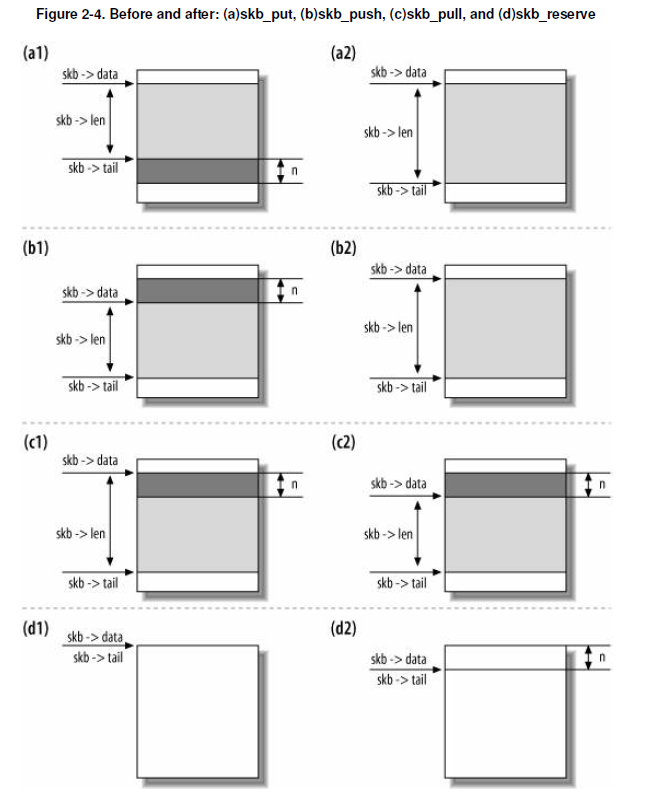 Figure 2-4. Before and after: (a)skb_put, (b)skb_push, (c)skb_pull, and (d)skb_reserve
(a1)
skb -> data
skb -> len
skb -> tail
n
(a2)
skb -> data
skb -> len
skb -> tail
(b1)
skb -> data
n
skb -> len
skb -> tail
(b2)
skb -> data
skb -> len
skb -> tail
(c1)
skb -> data
n
skb -> len
skb -> tail
(c2)
skb -> data
n
skb -> len
skb -> tail
(d1)
skb -> data
skb -> tail
(d2)
n
skb -> data
skb -> tail